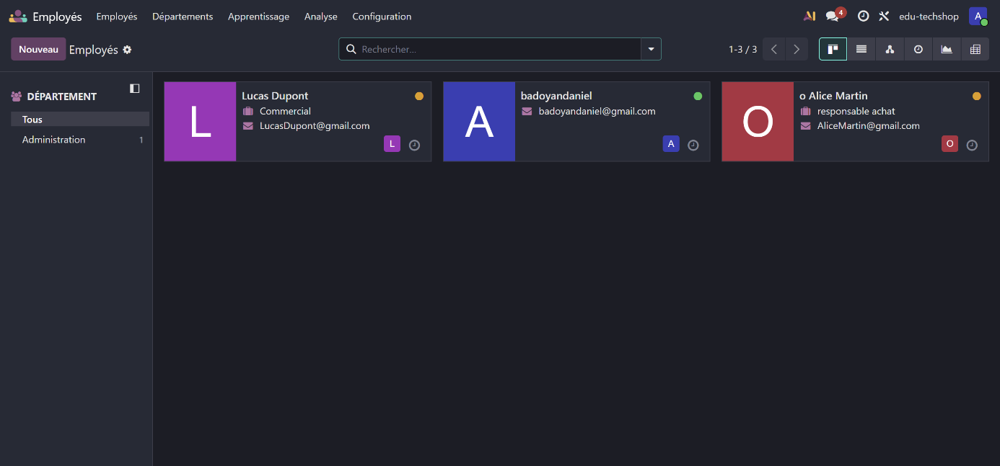 Employés Employés Départements Apprentissage Analyse Configuration AI 4 edu-techshop A
Nouveau Employés Rechercher... 1-3 / 3
DÉPARTEMENT
Tous
Administration 1
L
Lucas Dupont
Commercial
LucasDupont@gmail.com
L
A
badoyandaniel
badoyandaniel@gmail.com
A
O
o Alice Martin
responsable achat
AliceMartin@gmail.com
O